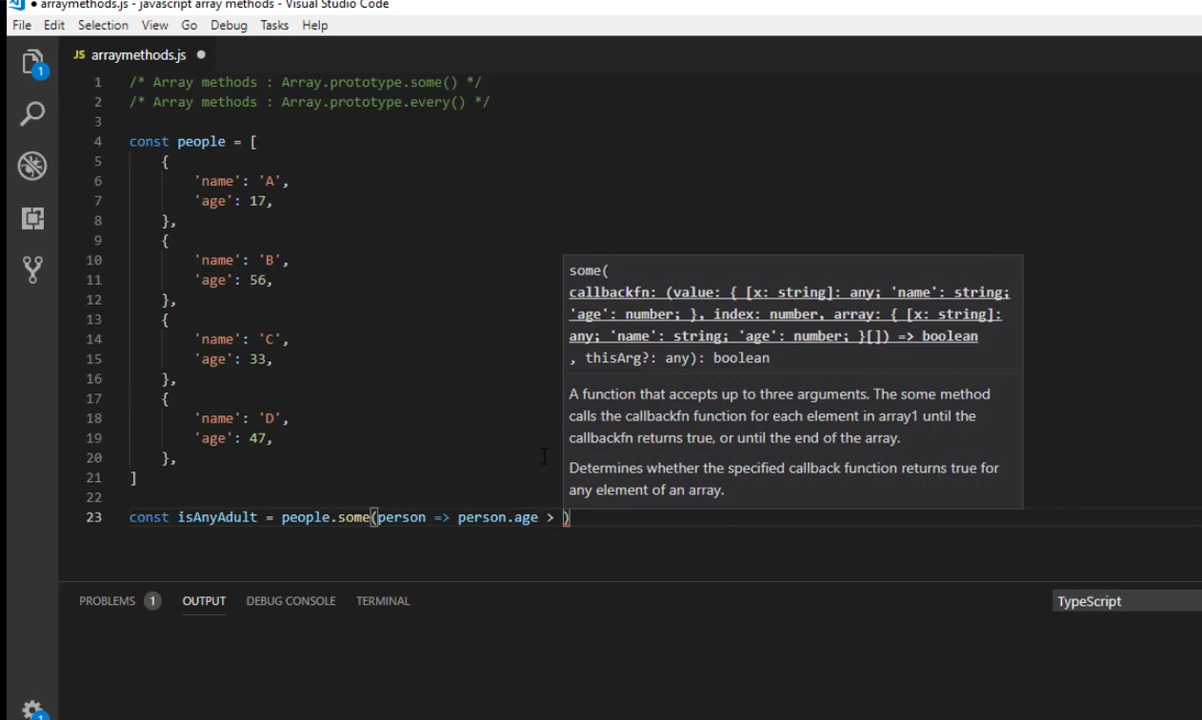 ● arraymethods.js - javascript array methods - Visual Studio Code
File Edit Selection View Go Debug Tasks Help
1
JS arraymethods.js ●
1 /* Array methods : Array.prototype.some() */
2 /* Array methods : Array.prototype.every() */
3
4 const people = [
5 {
6 'name': 'A',
7 'age': 17,
8 },
9 {
10 'name': 'B',
11 'age': 56,
12 },
13 {
14 'name': 'C',
15 'age': 33,
16 },
17 {
18 'name': 'D',
19 'age': 47,
20 },
21 ]
22
some(
callbackfn: (value: { [x: string]: any; 'name': string;
'age': number; }, index: number, array: { [x: string]:
any; 'name': string; 'age': number; }[]) => boolean
, thisArg?: any): boolean
A function that accepts up to three arguments. The some method
calls the callbackfn function for each element in array1 until the
callbackfn returns true, or until the end of the array.
Determines whether the specified callback function returns true for
any element of an array.
23 const isAnyAdult = people.some(person => person.age > )
PROBLEMS 1 OUTPUT DEBUG CONSOLE TERMINAL
TypeScript
1